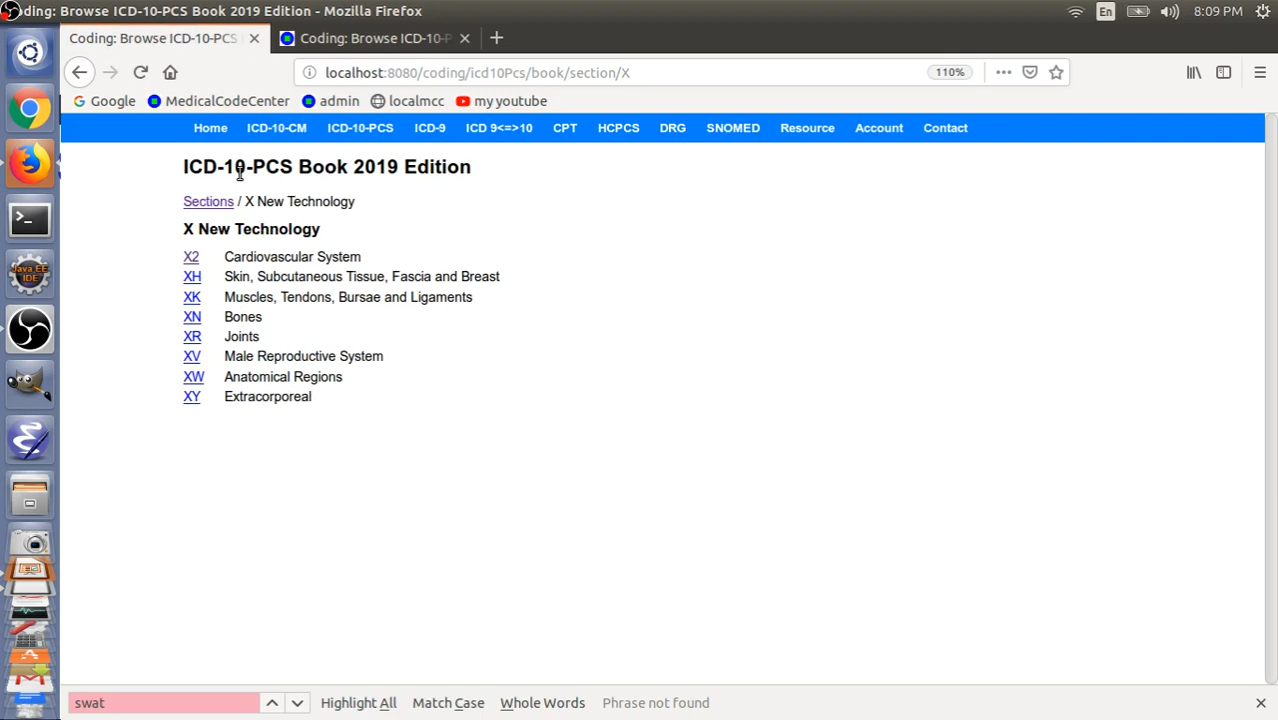 oding: Browse ICD-10-PCS Book 2019 Edition - Mozilla Firefox
En
8:09 PM
Coding: Browse ICD-10-PCS
Coding: Browse ICD-10-P
localhost:8080/coding/icd10Pcs/book/section/X
110%
Google MedicalCodeCenter admin localmcc my youtube
Home ICD-10-CM ICD-10-PCS ICD-9 ICD 9<=>10 CPT HCPCS DRG SNOMED Resource Account Contact
ICD-10-PCS Book 2019 Edition
Sections / X New Technology
X New Technology
X2 Cardiovascular System
XH Skin, Subcutaneous Tissue, Fascia and Breast
XK Muscles, Tendons, Bursae and Ligaments
XN Bones
XR Joints
XV Male Reproductive System
XW Anatomical Regions
XY Extracorporeal
Java EE
IDE
swat Highlight All Match Case Whole Words Phrase not found